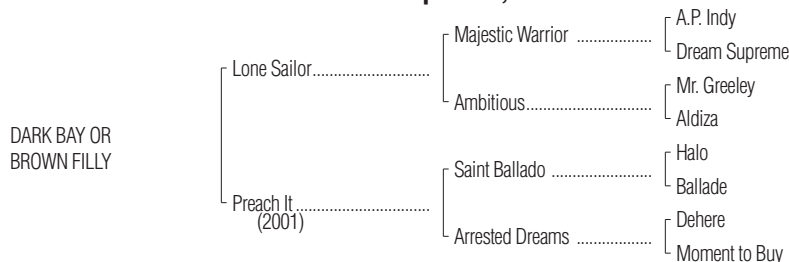 A.P. Indy
Majestic Warrior ....................
Dream Supreme
Lone Sailor...........................
Mr. Greeley
Ambitious.............................
Aldiza
DARK BAY OR
BROWN FILLY
Halo
Saint Ballado ....................
Ballade
Preach It ...............................
(2001)
Dehere
Arrested Dreams ...............
Moment to Buy